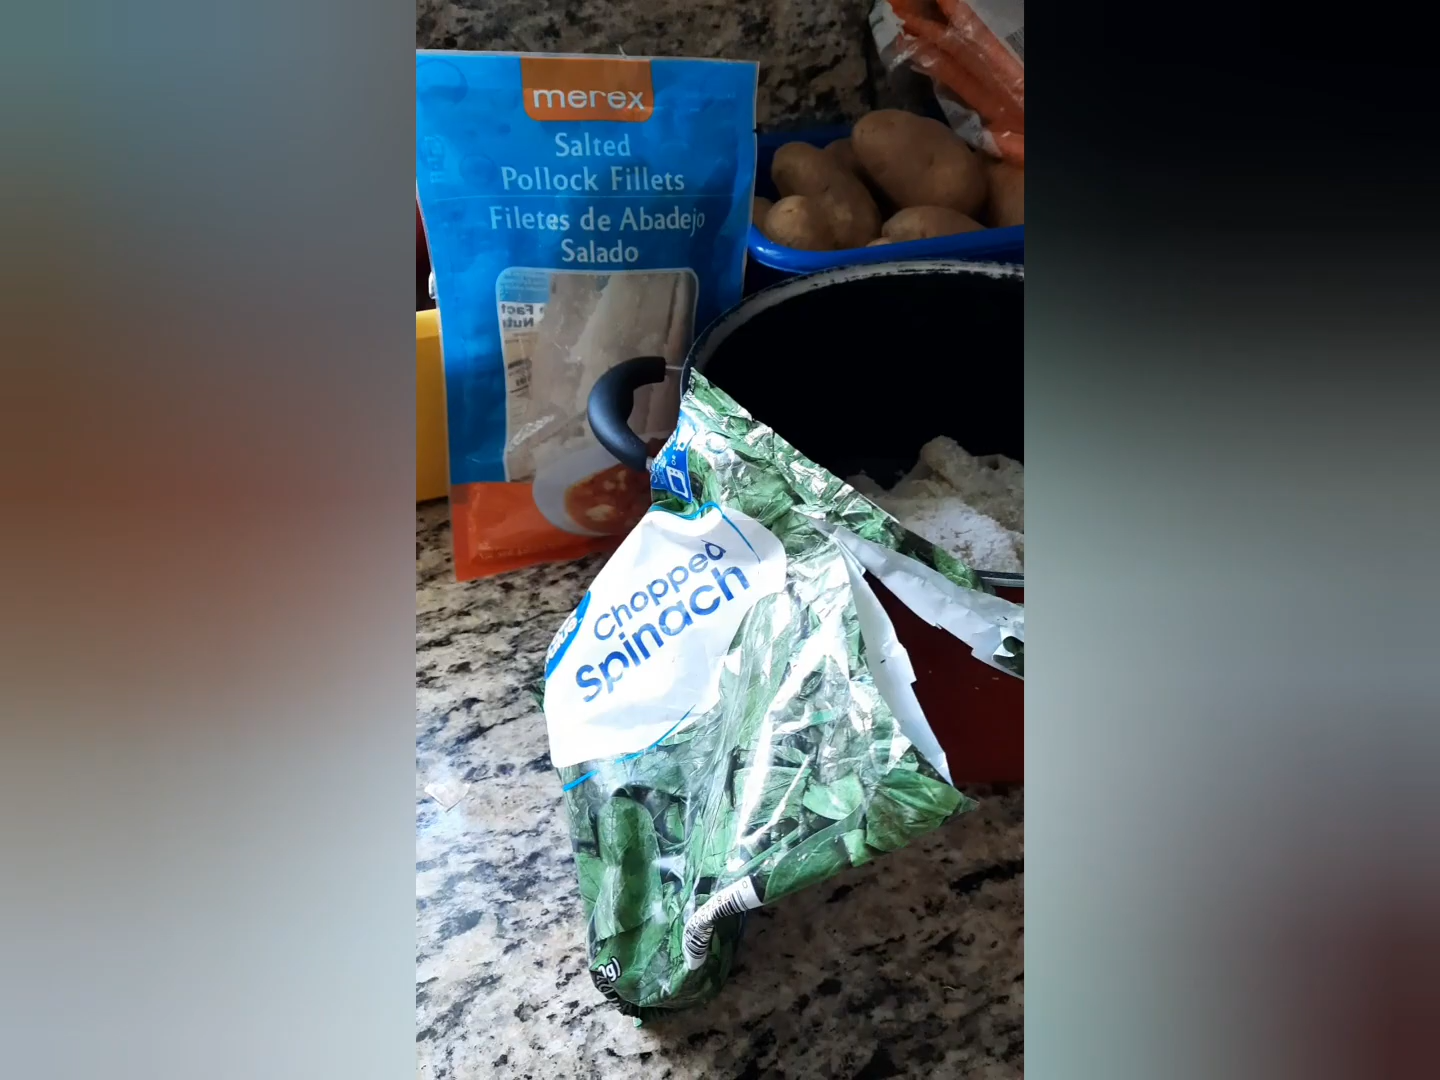 merex
Salted
Pollock Fillets
Filetes de Abadejo
Salado
Chopped
Spinach